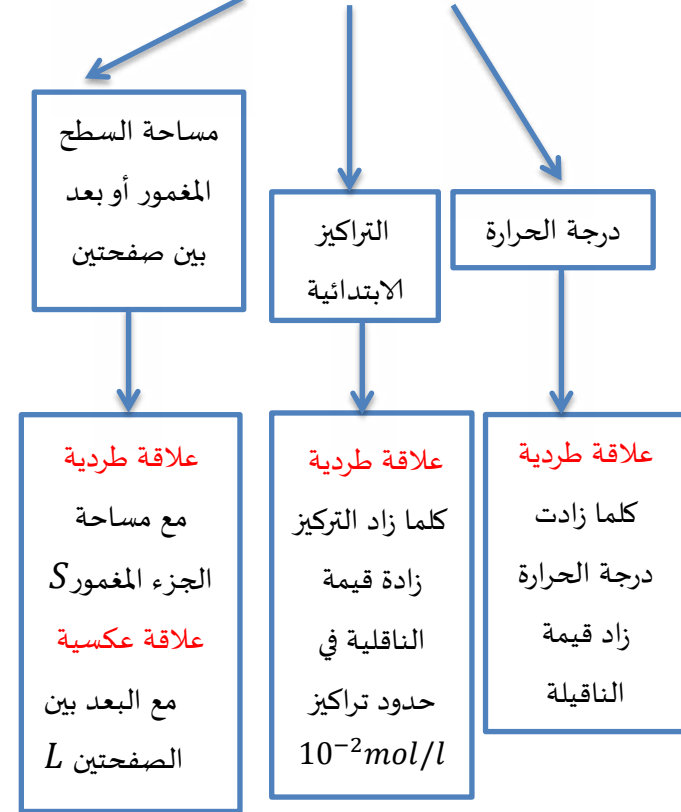 درجة الحرارة
التراكيز
الابتدائية
مساحة السطح
المغمور أو بعد
بين صفحتين
علاقة طردية
كلما زادت
درجة الحرارة
زاد قيمة
الناقيلة
علاقة طردية
كلما زاد التركيز
زادة قيمة
الناقلية في
حدود تراكيز
10⁻²mol/l
علاقة طردية
مع مساحة
الجزء المغمور S
علاقة عكسية
مع البعد بين
الصفحتين L